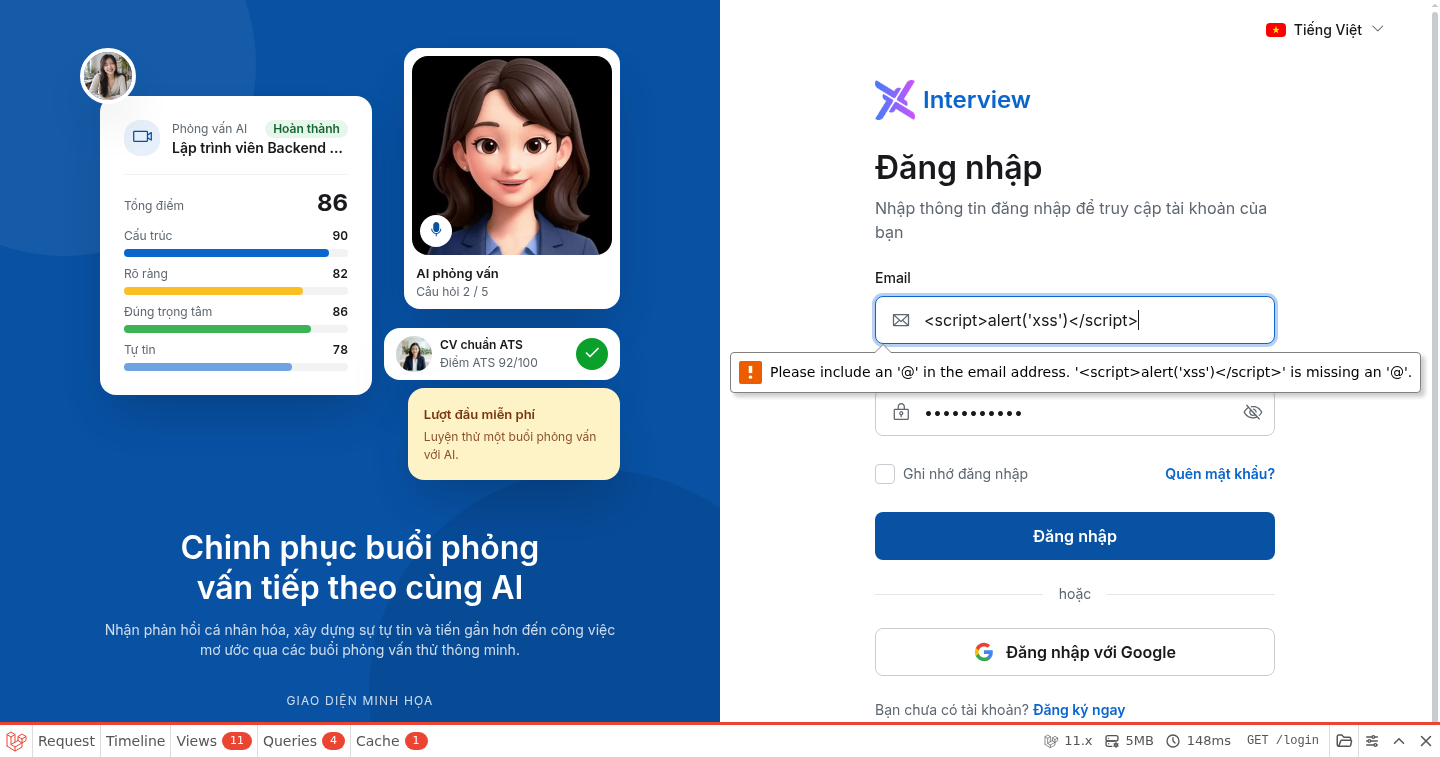 Phỏng vấn AI
Hoàn thành
Lập trình viên Backend ...
Tổng điểm
86
Cấu trúc
90
Rõ ràng
82
Đúng trọng tâm
86
Tự tin
78
AI phỏng vấn
Câu hỏi 2 / 5
CV chuẩn ATS
Điểm ATS 92/100
Lượt đầu miễn phí
Luyện thử một buổi phỏng vấn
với AI.
Chinh phục buổi phỏng
vấn tiếp theo cùng AI
Nhận phản hồi cá nhân hóa, xây dựng sự tự tin và tiến gần hơn đến công việc
mơ ước qua các buổi phỏng vấn thử thông minh.
GIAO DIỆN MINH HỌA
Tiếng Việt
Interview
Đăng nhập
Nhập thông tin đăng nhập để truy cập tài khoản của
bạn
Email
<script>alert('xss')</script>
Please include an '@' in the email address. '<script>alert('xss')</script>' is missing an '@'.
•••••••••••
Ghi nhớ đăng nhập
Quên mật khẩu?
Đăng nhập
hoặc
Đăng nhập với Google
Bạn chưa có tài khoản? Đăng ký ngay
Request
Timeline
Views 11
Queries 4
Cache 1
11.x
5MB
148ms
GET /login